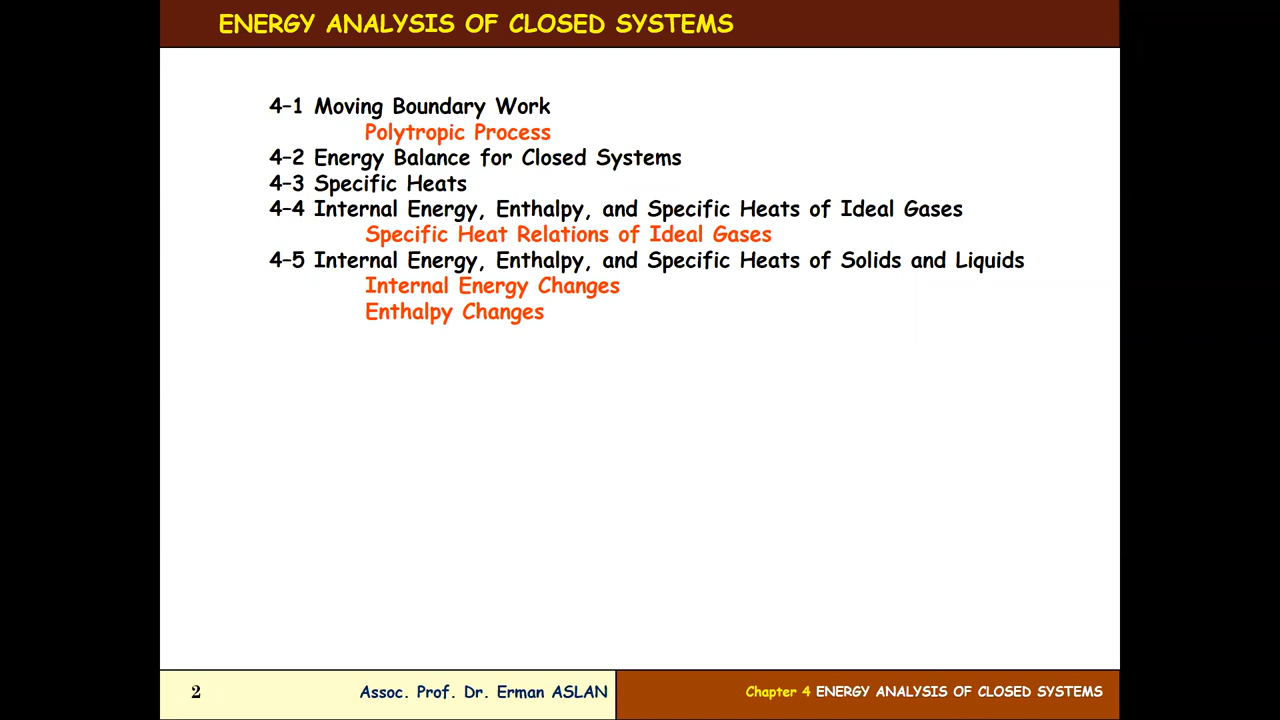 ENERGY ANALYSIS OF CLOSED SYSTEMS
4–1 Moving Boundary Work
Polytropic Process
4–2 Energy Balance for Closed Systems
4–3 Specific Heats
4–4 Internal Energy, Enthalpy, and Specific Heats of Ideal Gases
Specific Heat Relations of Ideal Gases
4–5 Internal Energy, Enthalpy, and Specific Heats of Solids and Liquids
Internal Energy Changes
Enthalpy Changes
2
Assoc. Prof. Dr. Erman ASLAN
Chapter 4 ENERGY ANALYSIS OF CLOSED SYSTEMS